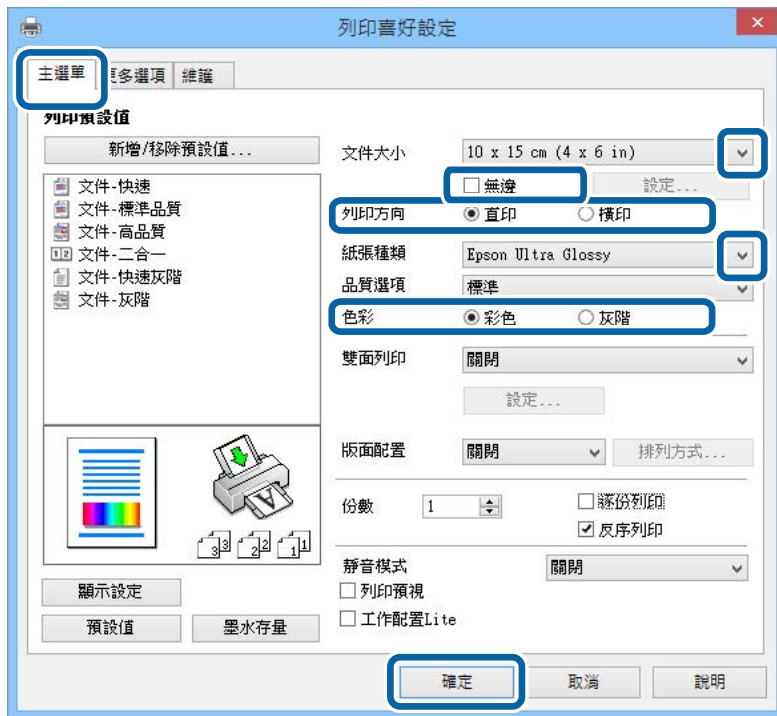 列印喜好設定
主選單 更多選項 維護
列印預設值
新增/移除預設值...
文件-快速
文件-標準品質
文件-高品質
文件-二合一
文件-快速灰階
文件-灰階
顯示設定
預設值 墨水存量
文件大小 10 x 15 cm (4 x 6 in)
無邊 設定...
列印方向 直印 橫印
紙張種類 Epson Ultra Glossy
品質選項 標準
色彩 彩色 灰階
雙面列印 關閉
設定...
版面配置 關閉 排列方式...
份數 1 逐份列印
反序列印
靜音模式 關閉
列印預視
工作配置Lite
確定 取消 說明